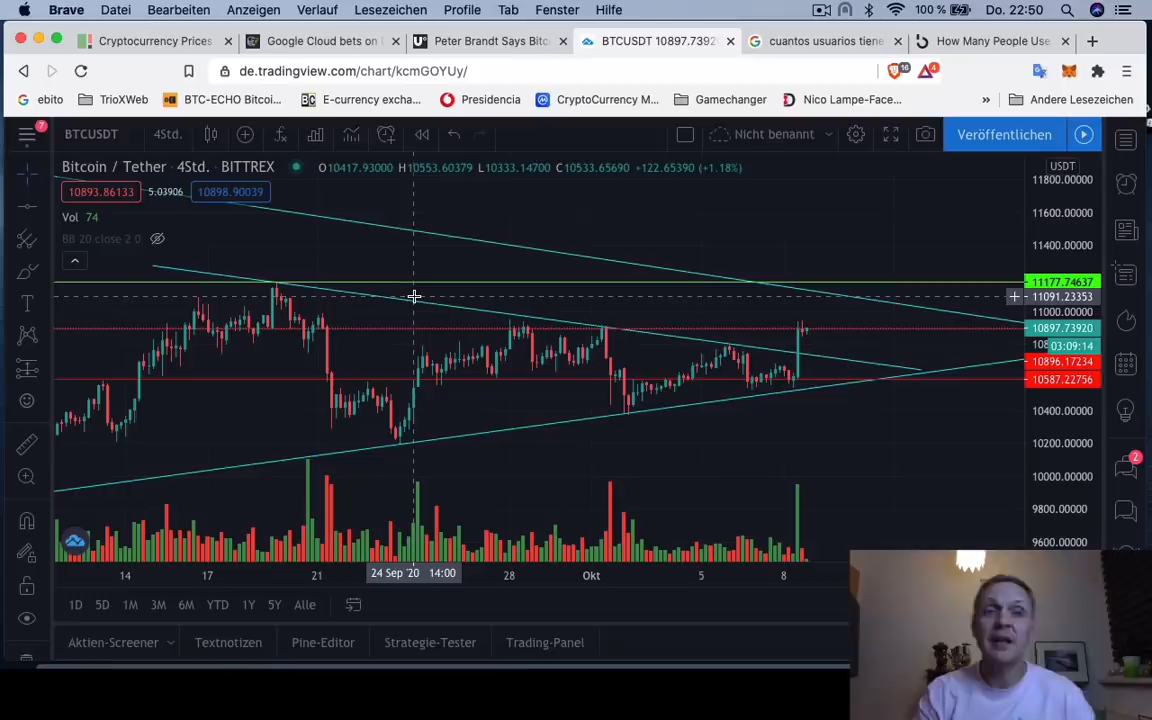 Brave Datei Bearbeiten Anzeigen Verlauf Lesezeichen Profile Tab Fenster Hilfe 100 % Do. 22:50
Cryptocurrency Prices Google Cloud bets on Peter Brandt Says Bitc BTCUSDT 10897.7392 cuantos usuarios tiene How Many People Use
de.tradingview.com/chart/kcmGOYUy/ 16 4
ebito TrioXWeb BTC-ECHO Bitcoi... E-currency excha... Presidencia CryptoCurrency M... Gamechanger Nico Lampe-Face... » Andere Lesezeichen
7 BTCUSDT 4Std. Nicht benannt Veröffentlichen
Bitcoin / Tether · 4Std. · BITTREX O10417.93000 H10553.60379 L10333.14700 C10533.65690 +122.65390 (+1.18%) USDT
10893.86133 5.03906 10898.90039
Vol 74
BB 20 close 2 0
11800.00000
11600.00000
11400.00000
11177.74637
11091.23353
11000.00000
10897.73920
03:09:14
10896.17234
10587.22756
10400.00000
10200.00000
10000.00000
9800.00000
9600.00000
2
14 17 21 24 Sep '20 14:00 28 Okt 5 8
1D 5D 1M 3M 6M YTD 1Y 5Y Alle
Aktien-Screener Textnotizen Pine-Editor Strategie-Tester Trading-Panel